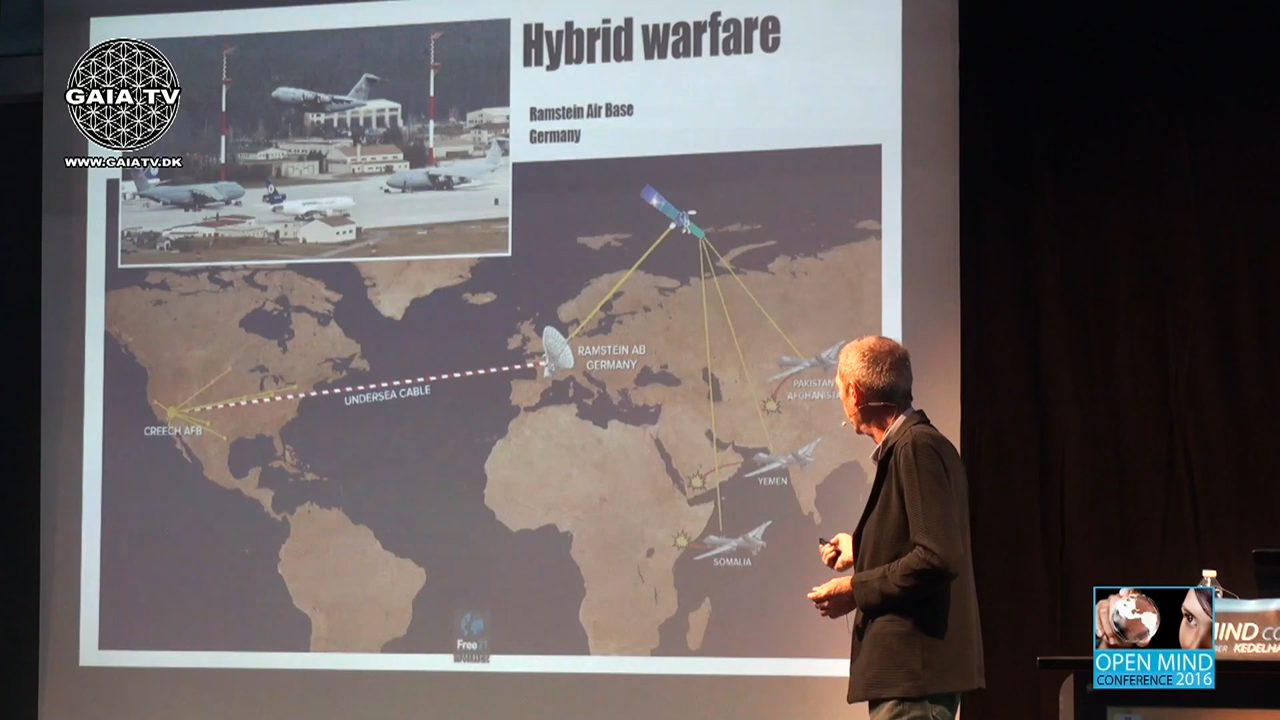 GAIA TV
WWW.GAIATV.DK
Hybrid warfare
Ramstein Air Base
Germany
RAMSTEIN AB
GERMANY
UNDERSEA CABLE
CREECH AFB
PAKISTAN
YEMEN
SOMALIA
OPEN MIND
CONFERENCE 2016